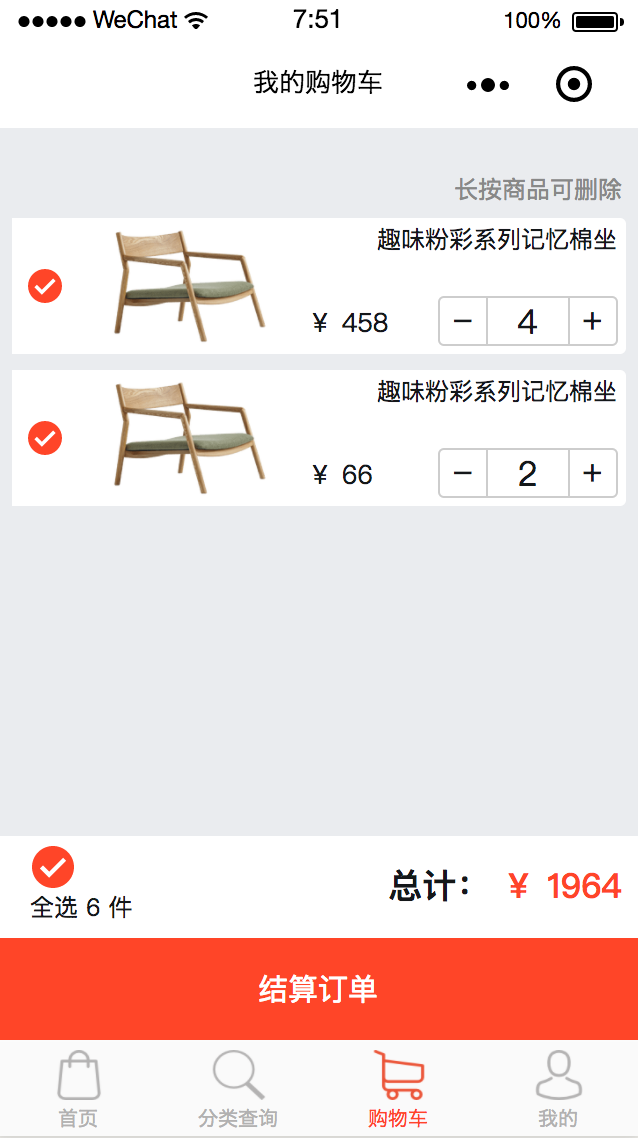 WeChat 7:51 100%
我的购物车
长按商品可删除
趣味粉彩系列记忆棉坐
¥ 458 − 4 +
趣味粉彩系列记忆棉坐
¥ 66 − 2 +
总计： ¥ 1964
全选 6 件
结算订单
首页 分类查询 购物车 我的